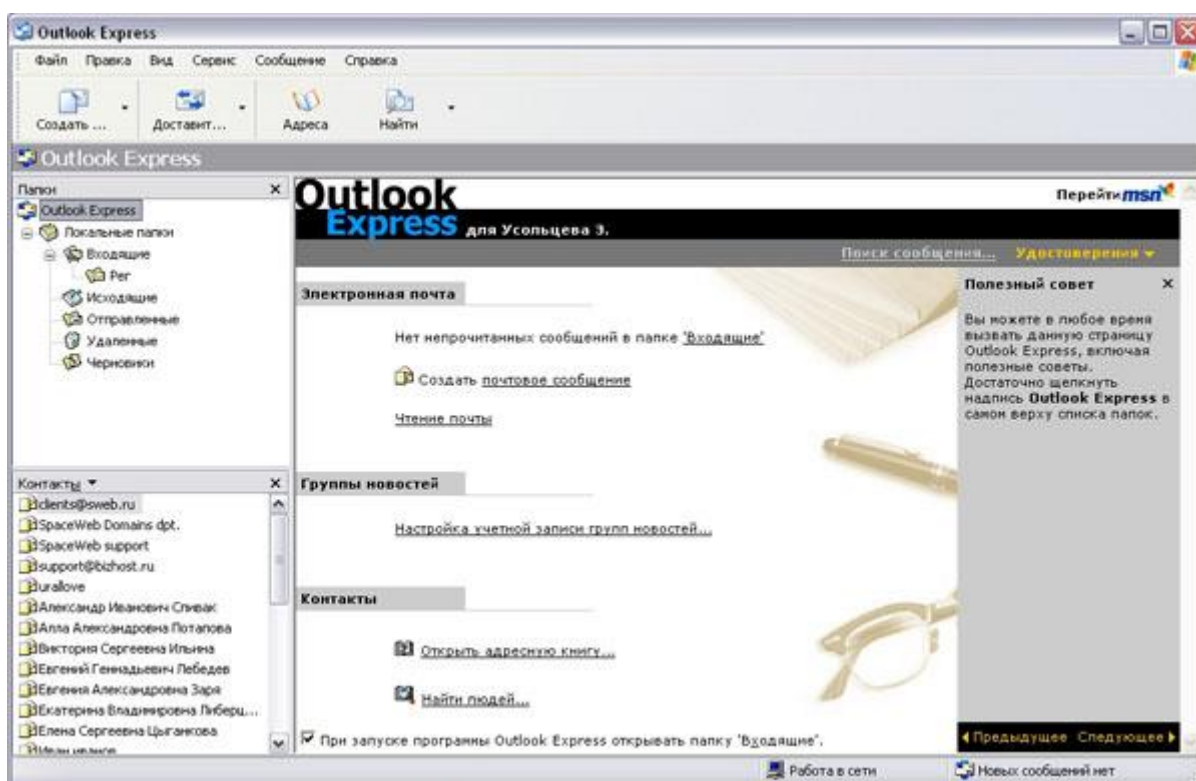 Outlook Express
Файл Правка Вид Сервис Сообщение Справка
Создать ... Доставит... Адреса Найти
Outlook Express
Папки
Outlook Express
Локальные папки
Входящие
Рег
Исходящие
Отправленные
Удаленные
Черновики
Контакты
clients@sweb.ru
SpaceWeb Domains dpt.
SpaceWeb support
support@bizhost.ru
urallove
Александр Иванович Спивак
Алла Александровна Потапова
Виктория Сергеевна Ильина
Евгений Геннадьевич Лебедев
Евгения Александровна Заря
Екатерина Владимировна Либерц...
Елена Сергеевна Цыганкова
Иван иванов
Outlook
Express для Усольцева Э.
Перейти msn
Поиск сообщения... Удостоверения
Электронная почта
Нет непрочитанных сообщений в папке 'Входящие'
Создать почтовое сообщение
Чтение почты
Группы новостей
Настройка учетной записи групп новостей...
Контакты
Открыть адресную книгу...
Найти людей...
При запуске программы Outlook Express открывать папку 'Входящие'.
Полезный совет
Вы можете в любое время
вызвать данную страницу
Outlook Express, включая
полезные советы.
Достаточно щелкнуть
надпись Outlook Express в
самом верху списка папок.
Предыдущее Следующее
Работа в сети
Новых сообщений нет